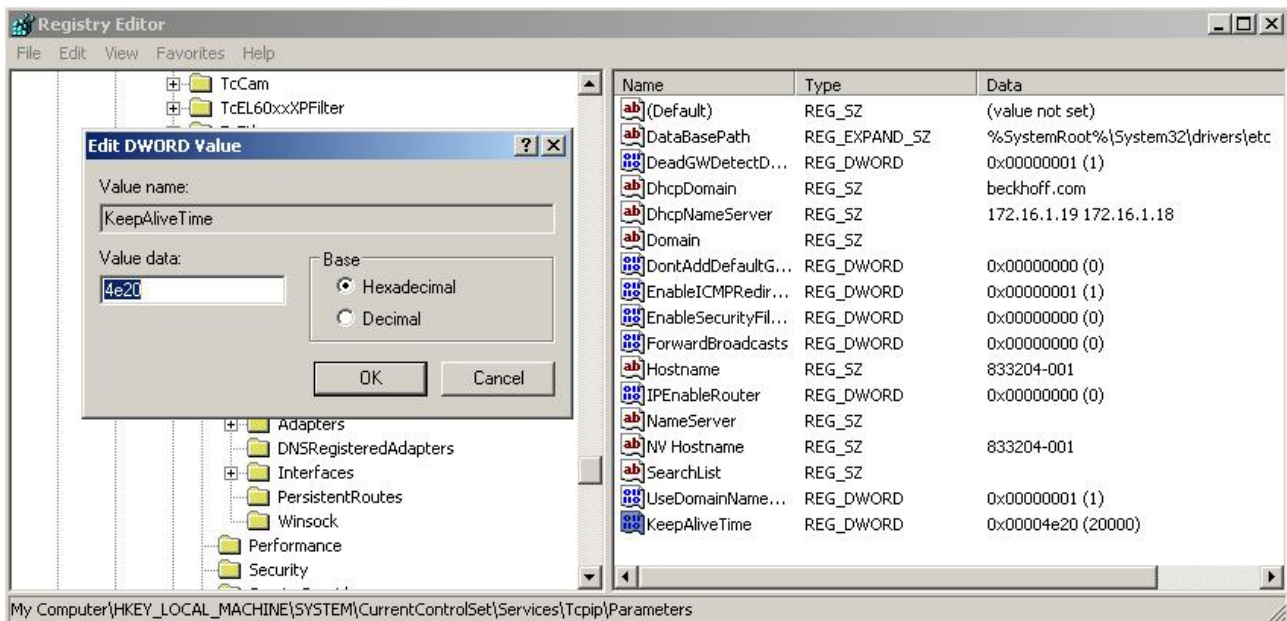 Registry Editor
File Edit View Favorites Help
TcCam
TcEL60xxXPFilter
Edit DWORD Value
Value name:
KeepAliveTime
Value data:
4e20
Base
Hexadecimal
Decimal
OK Cancel
Adapters
DNSRegisteredAdapters
Interfaces
PersistentRoutes
Winsock
Performance
Security
Name Type Data
(Default) REG_SZ (value not set)
DataBasePath REG_EXPAND_SZ %SystemRoot%\System32\drivers\etc
DeadGWDetectD... REG_DWORD 0x00000001 (1)
DhcpDomain REG_SZ beckhoff.com
DhcpNameServer REG_SZ 172.16.1.19 172.16.1.18
Domain REG_SZ
DontAddDefaultG... REG_DWORD 0x00000000 (0)
EnableICMPRedir... REG_DWORD 0x00000001 (1)
EnableSecurityFil... REG_DWORD 0x00000000 (0)
ForwardBroadcasts REG_DWORD 0x00000000 (0)
Hostname REG_SZ 833204-001
IPEnableRouter REG_DWORD 0x00000000 (0)
NameServer REG_SZ
NV Hostname REG_SZ 833204-001
SearchList REG_SZ
UseDomainName... REG_DWORD 0x00000001 (1)
KeepAliveTime REG_DWORD 0x00004e20 (20000)
My Computer\HKEY_LOCAL_MACHINE\SYSTEM\CurrentControlSet\Services\Tcpip\Parameters